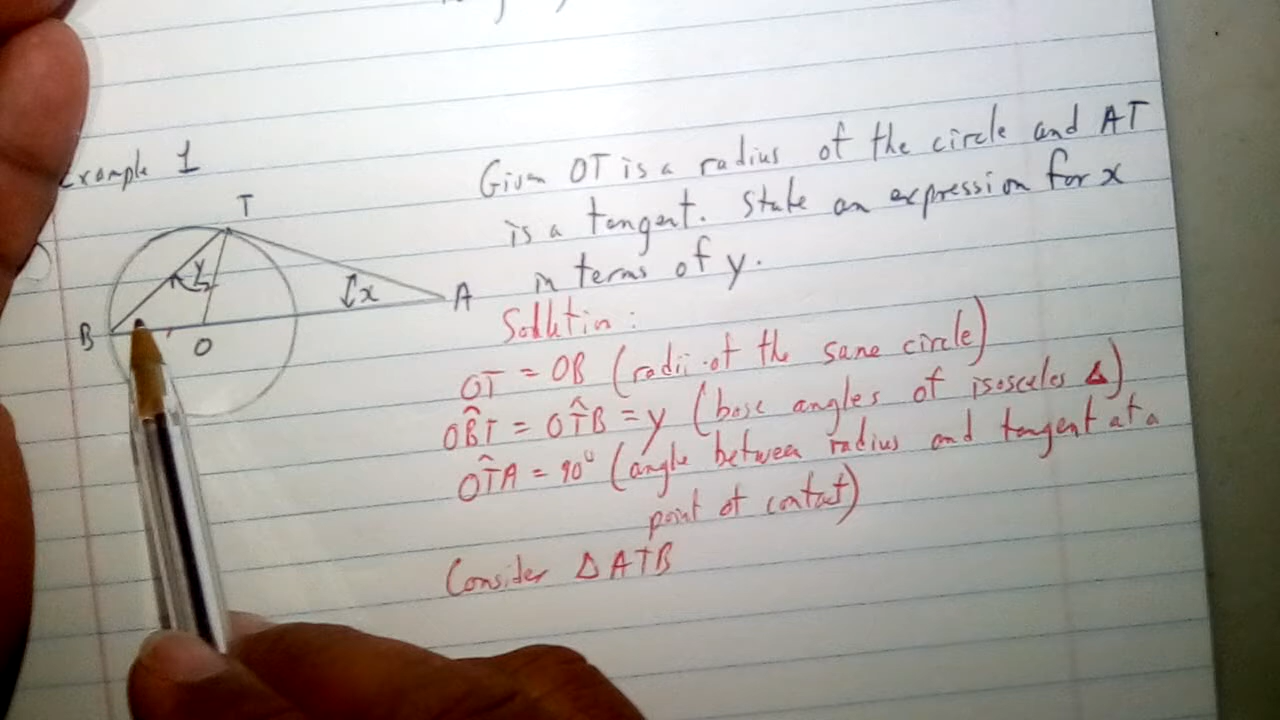 Example 1
T
Given OT is a radius of the circle and AT
is a tangent. State an expression for x
in terms of y.
y
x
A
B
O
Solution:
OT = OB (radii of the same circle)
OB̂T = OT̂B = y (base angles of isosceles Δ)
OT̂A = 90° (angle between radius and tangent at a
point of contact)
Consider Δ ATB